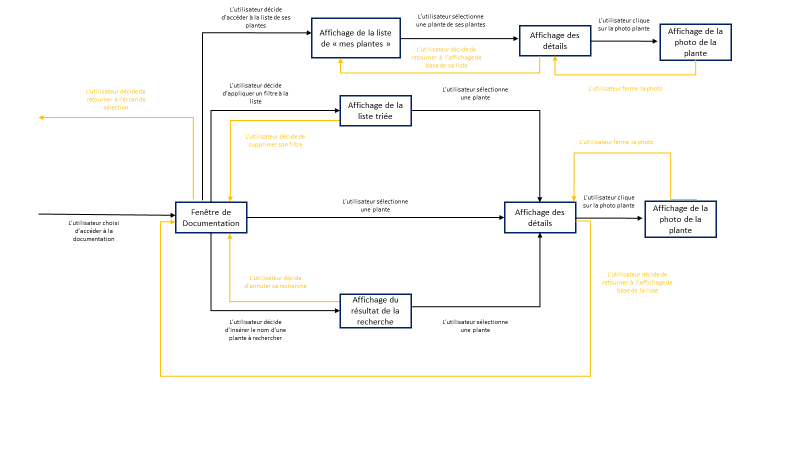 L'utilisateur décide
d'accéder à la liste de ses
plantes
Affichage de la liste
de « mes plantes »
L'utilisateur sélectionne
une plante de ses plantes
Affichage des
détails
L'utilisateur clique
sur la photo plante
Affichage de la
photo de la
plante
L'utilisateur décide de
retourner à l'affichage de
base de sa liste
L'utilisateur ferme la photo
L'utilisateur décide de
retourner à l'écran de
sélection
L'utilisateur décide
d'appliquer un filtre à la
liste
Affichage de la
liste triée
L'utilisateur sélectionne
une plante
L'utilisateur décide de
supprimer son filtre
L'utilisateur ferme la photo
L'utilisateur choisi
d'accéder à la
documentation
Fenêtre de
Documentation
L'utilisateur sélectionne
une plante
Affichage des
détails
L'utilisateur clique
sur la photo plante
Affichage de la
photo de la
plante
L'utilisateur décide
d'annuler sa recherche
L'utilisateur décide de
retourner à l'affichage de
base de la liste
L'utilisateur décide
d'insérer le nom d'une
plante à rechercher
Affichage du
résultat de la
recherche
L'utilisateur sélectionne
une plante